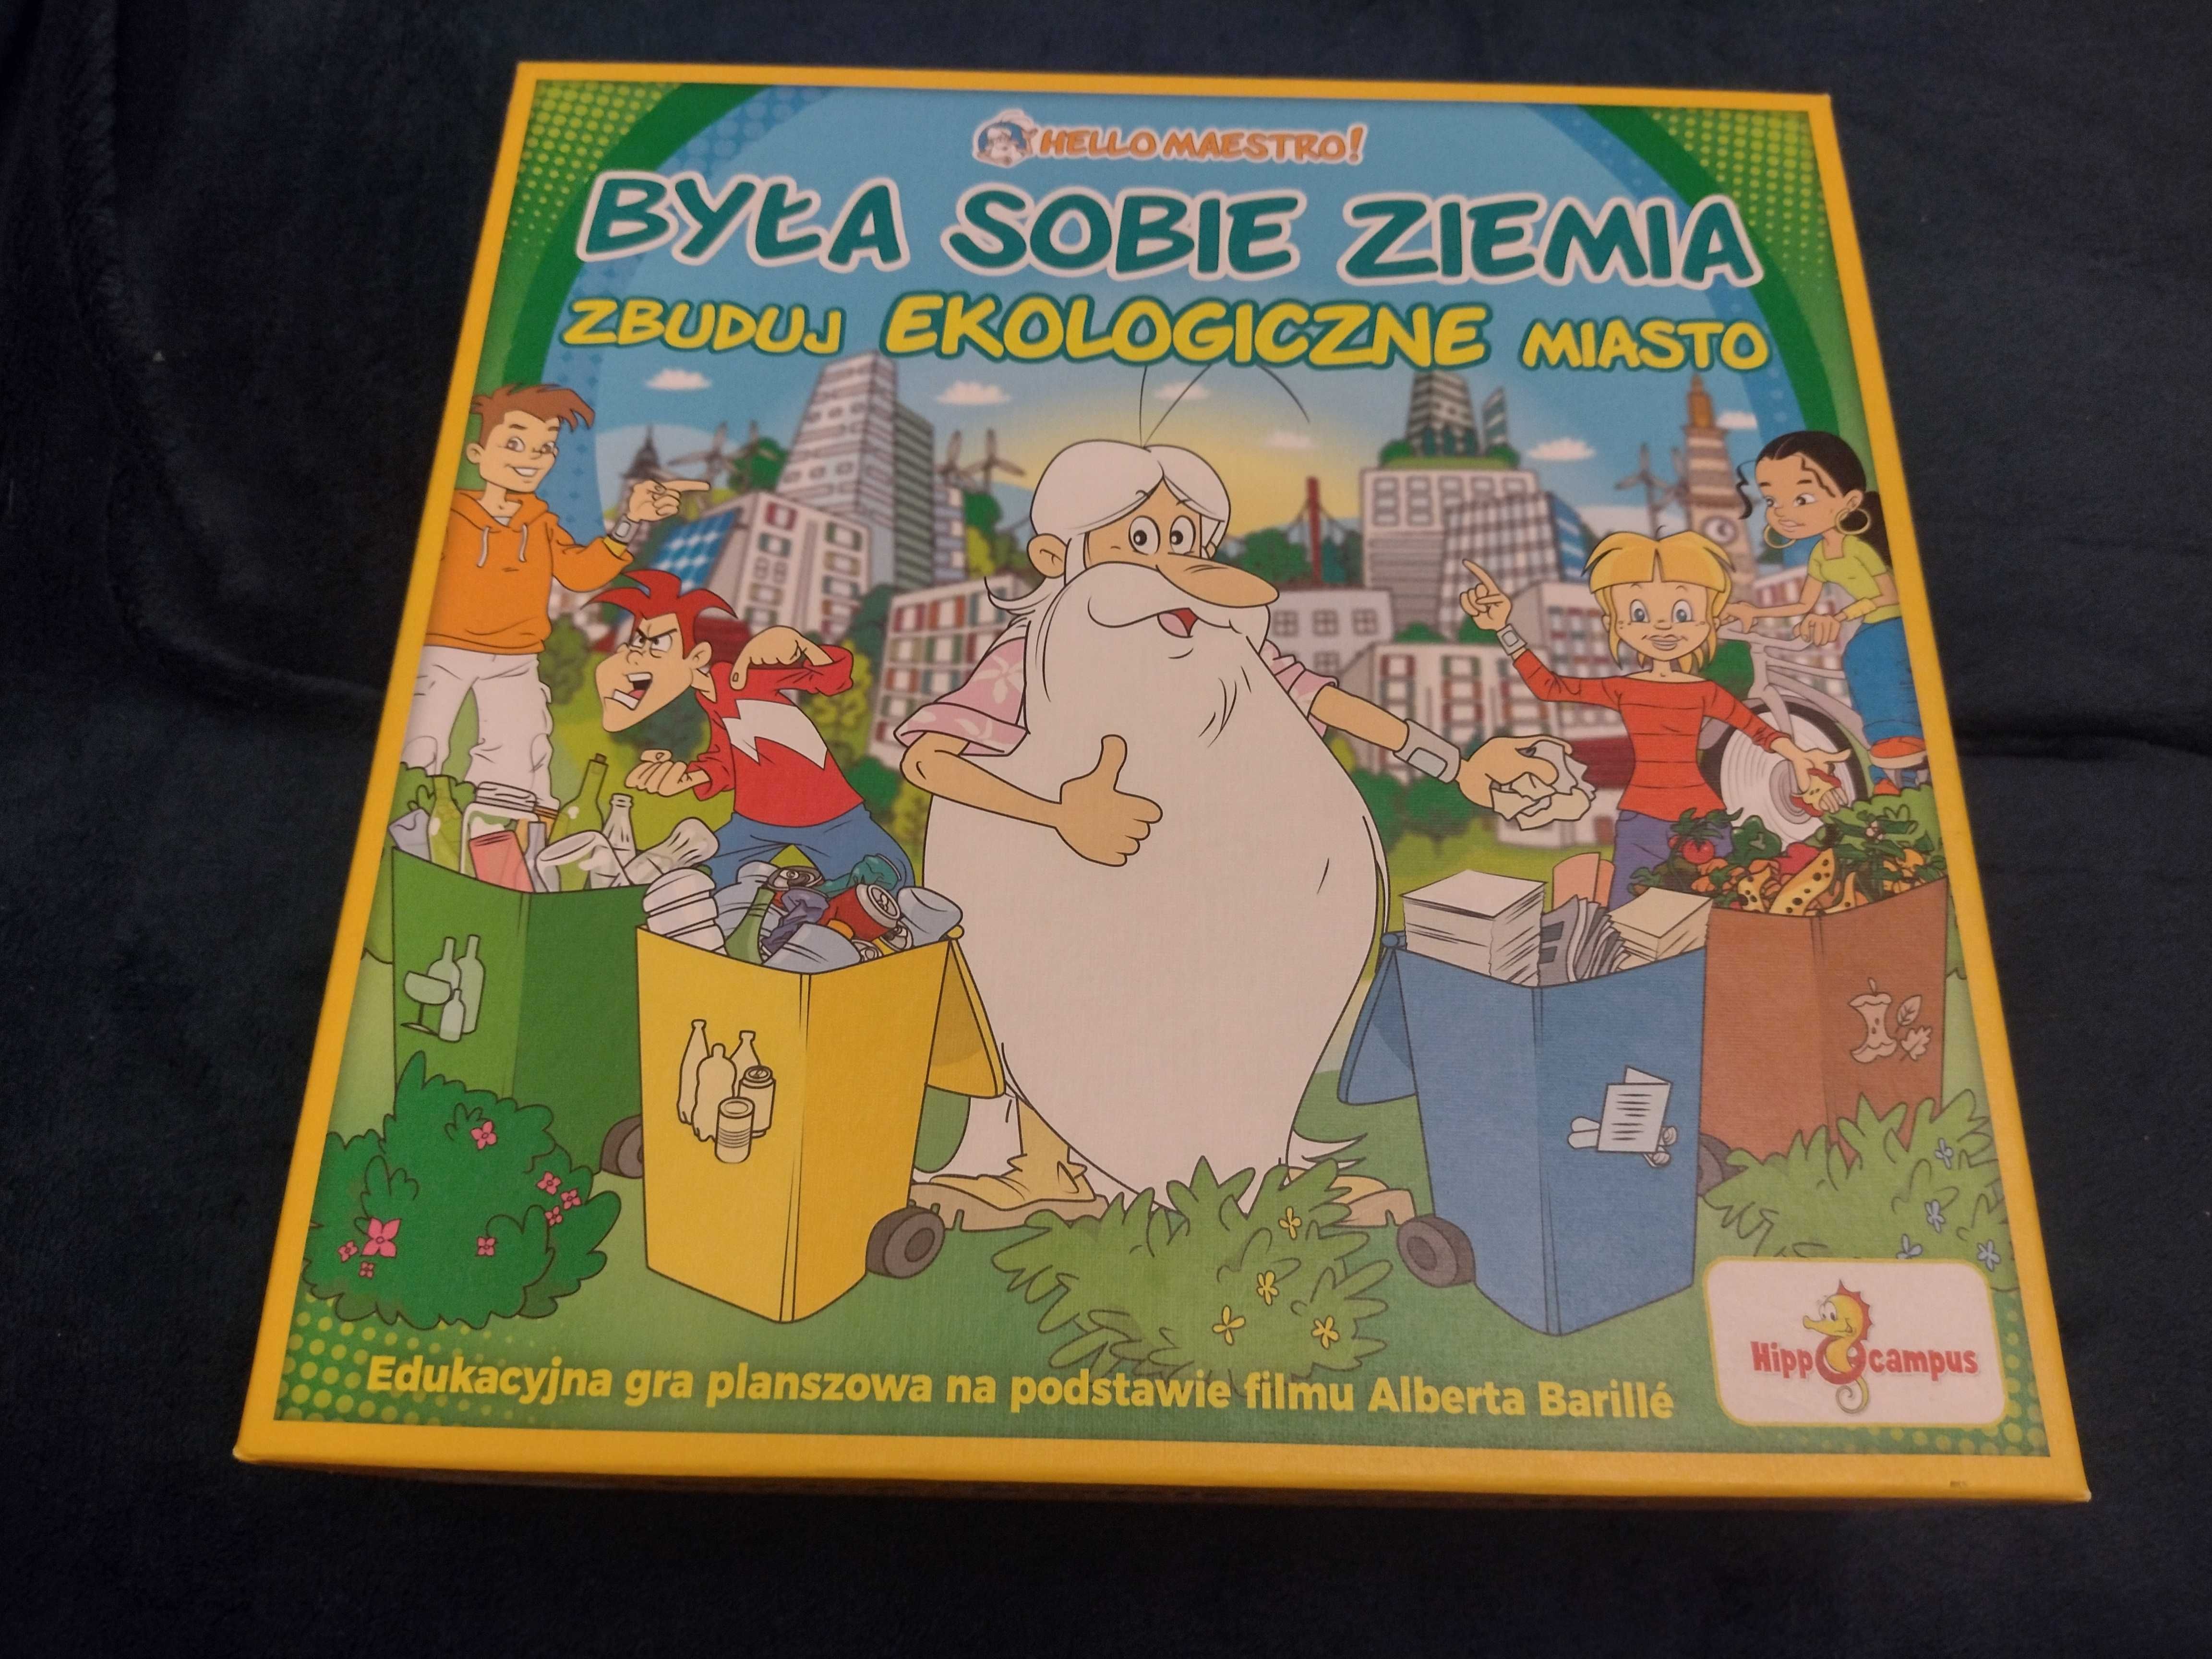 HELLO MAESTRO!
BYŁA SOBIE ZIEMIA
ZBUDUJ EKOLOGICZNE MIASTO
Edukacyjna gra planszowa na podstawie filmu Alberta Barillé
Hippocampus